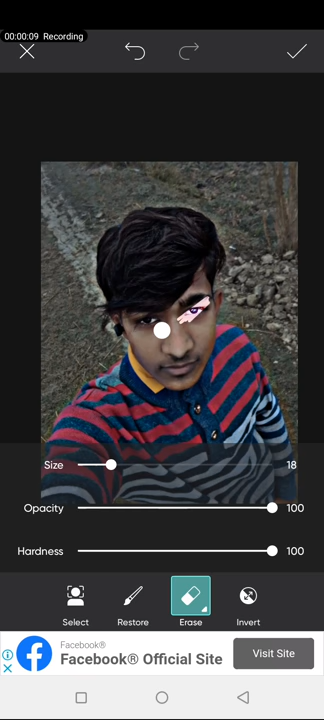 00:00:09 Recording
Size 18
Opacity 100
Hardness 100
Select Restore Erase Invert
Facebook®
Facebook® Official Site
Visit Site